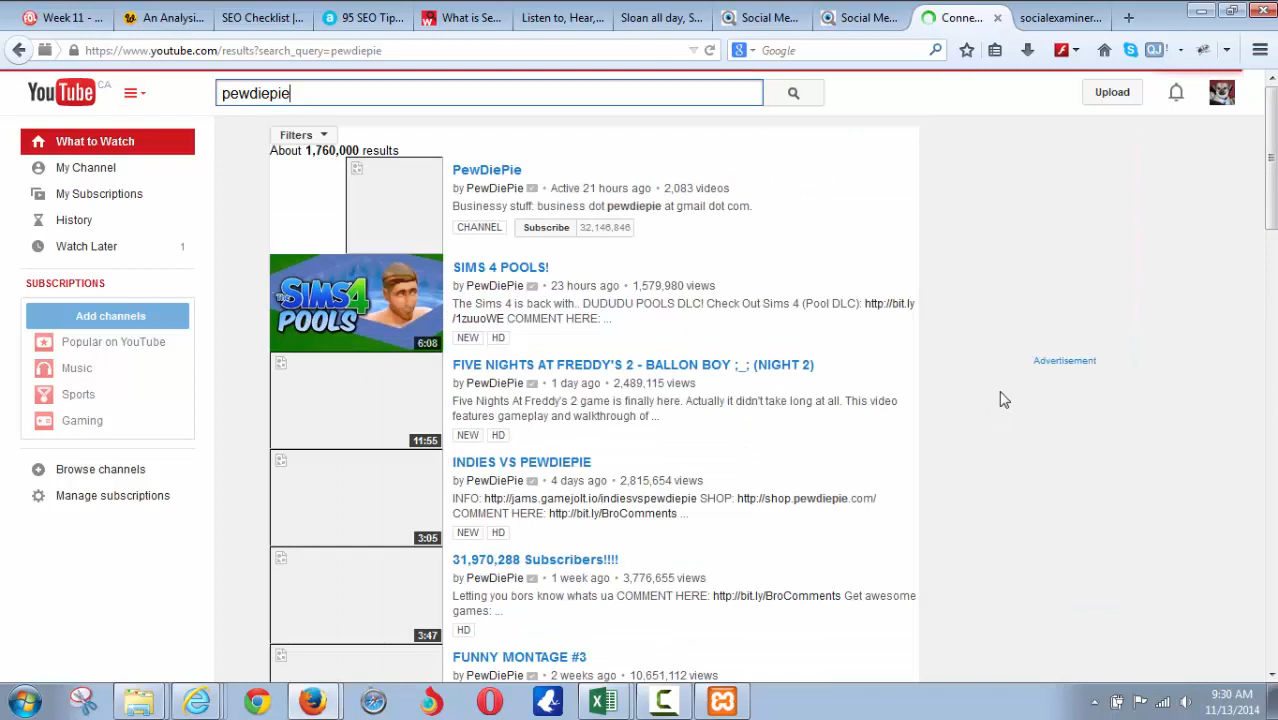 Week 11 - ...
An Analysi...
SEO Checklist |...
95 SEO Tip...
What is Se...
Listen to, Hear,...
Sloan all day, S...
Social Me...
Social Me...
Conne...
socialexaminer...
https://www.youtube.com/results?search_query=pewdiepie
Google
QJ!
YouTube CA
pewdiepie
Upload
What to Watch
My Channel
My Subscriptions
History
Watch Later 1
SUBSCRIPTIONS
Add channels
Popular on YouTube
Music
Sports
Gaming
Browse channels
Manage subscriptions
Filters
About 1,760,000 results
PewDiePie
by PewDiePie • Active 21 hours ago • 2,083 videos
Businessy stuff: business dot pewdiepie at gmail dot com.
CHANNEL Subscribe 32,146,846
THE SIMS 4
POOLS
6:08
SIMS 4 POOLS!
by PewDiePie • 23 hours ago • 1,579,980 views
The Sims 4 is back with.. DUDUDU POOLS DLC! Check Out Sims 4 (Pool DLC): http://bit.ly
/1zuuoWE COMMENT HERE: ...
NEW HD
11:55
FIVE NIGHTS AT FREDDY'S 2 - BALLON BOY ;_; (NIGHT 2)
by PewDiePie • 1 day ago • 2,489,115 views
Five Nights At Freddy's 2 game is finally here. Actually it didn't take long at all. This video
features gameplay and walkthrough of ...
NEW HD
3:05
INDIES VS PEWDIEPIE
by PewDiePie • 4 days ago • 2,815,654 views
INFO: http://jams.gamejolt.io/indiesvspewdiepie SHOP: http://shop.pewdiepie.com/
COMMENT HERE: http://bit.ly/BroComments ...
NEW HD
3:47
31,970,288 Subscribers!!!!
by PewDiePie • 1 week ago • 3,776,655 views
Letting you bors know whats ua COMMENT HERE: http://bit.ly/BroComments Get awesome
games: ...
HD
FUNNY MONTAGE #3
by PewDiePie • 2 weeks ago • 10,651,112 views
Advertisement
9:30 AM
11/13/2014